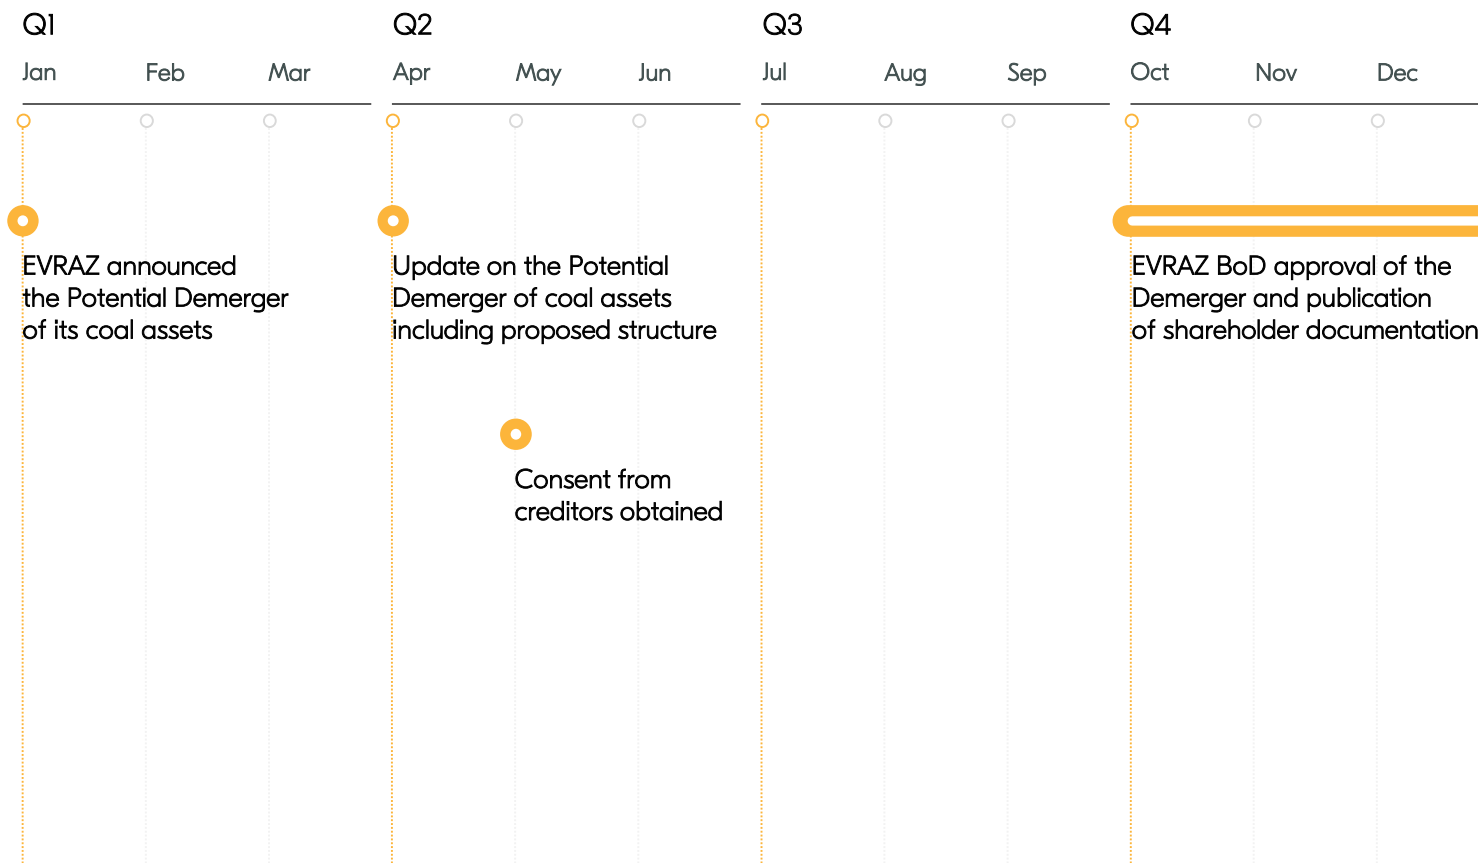 Q1
Q2
Q3
Q4
Jan
Feb
Mar
Apr
May
Jun
Jul
Aug
Sep
Oct
Nov
Dec
EVRAZ announced
the Potential Demerger
of its coal assets
Update on the Potential
Demerger of coal assets
including proposed structure
EVRAZ BoD approval of the
Demerger and publication
of shareholder documentation
Consent from
creditors obtained